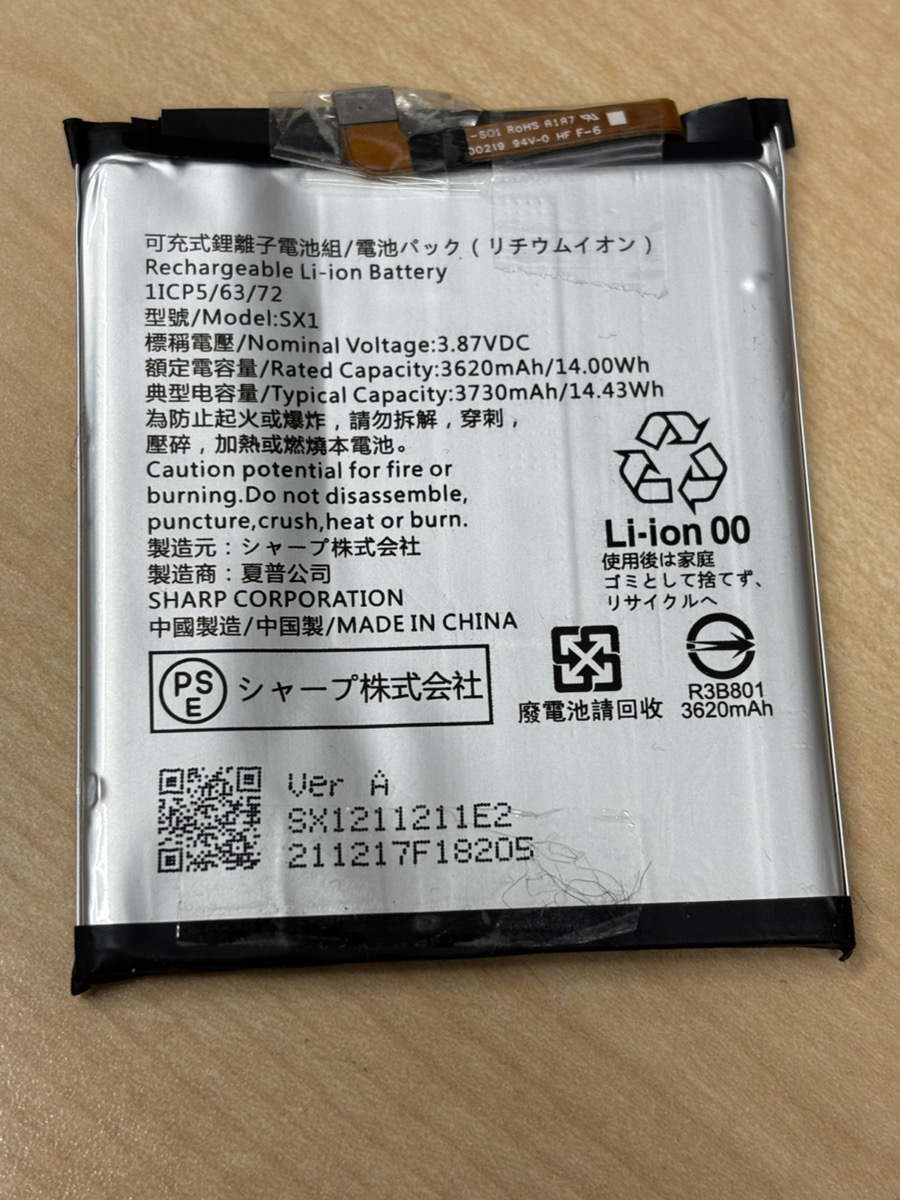 -S01 RoHS A1A7
00219 94V-0 HF F-6
可充式鋰離子電池組/電池パック(リチウムイオン)
Rechargeable Li-ion Battery
1ICP5/63/72
型號/Model:SX1
標稱電壓/Nominal Voltage:3.87VDC
額定電容量/Rated Capacity:3620mAh/14.00Wh
典型电容量/Typical Capacity:3730mAh/14.43Wh
為防止起火或爆炸，請勿拆解，穿刺，
壓碎，加熱或燃燒本電池。
Caution potential for fire or
burning.Do not disassemble,
puncture,crush,heat or burn.
製造元：シャープ株式会社
製造商：夏普公司
SHARP CORPORATION
中國製造/中国製/MADE IN CHINA
Li-ion 00
使用後は家庭
ゴミとして捨てず、
リサイクルへ
PS
E
シャープ株式会社
廢電池請回收
R3B801
3620mAh
Ver A
SX1211211E2
211217F18205